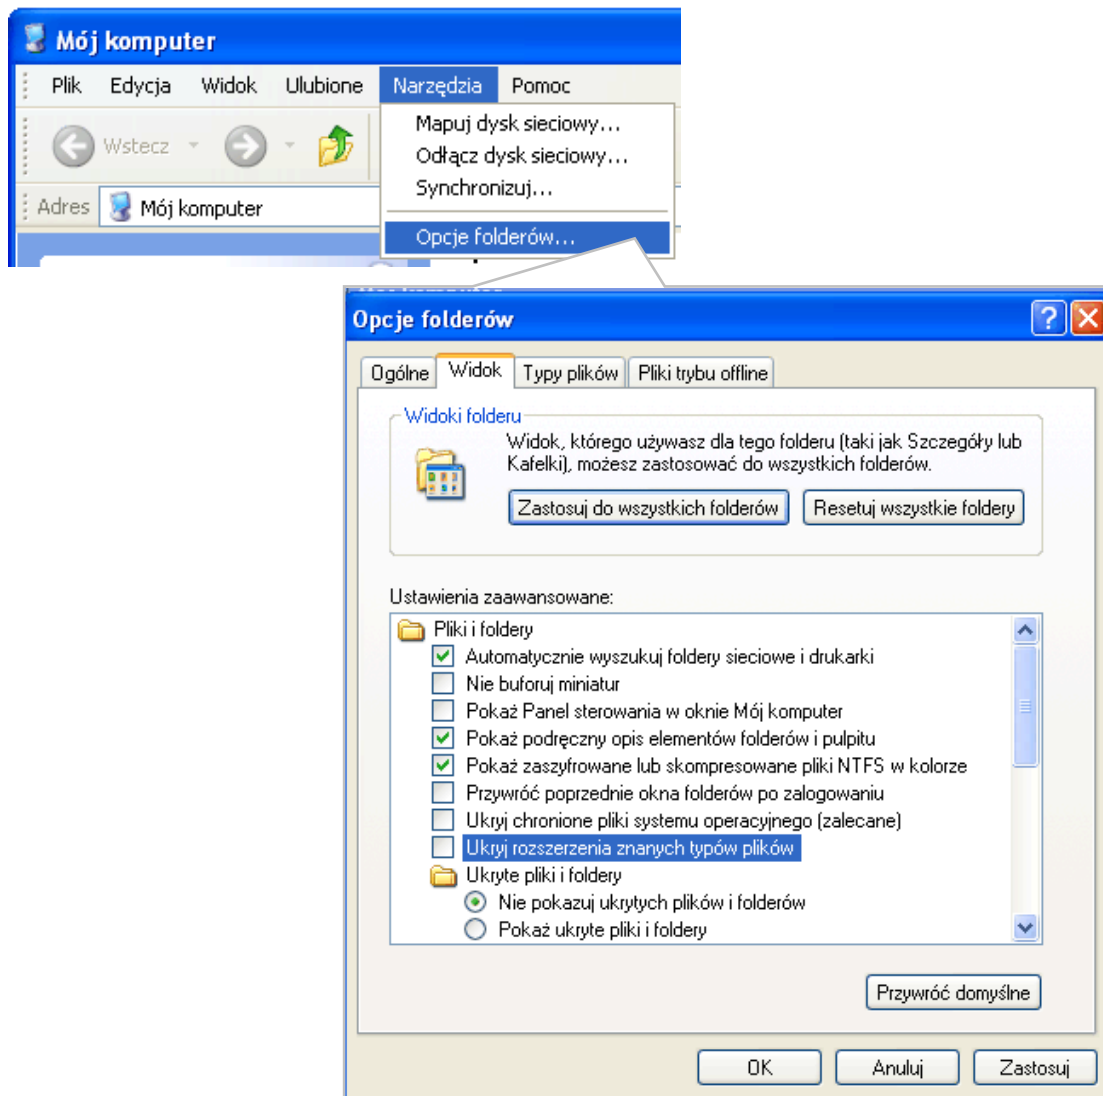 Mój komputer
Plik Edycja Widok Ulubione Narzędzia Pomoc
Mapuj dysk sieciowy...
Wstecz
Odłącz dysk sieciowy...
Synchronizuj...
Adres Mój komputer
Opcje folderów...
Opcje folderów
Ogólne Widok Typy plików Pliki trybu offline
Widoki folderu
Widok, którego używasz dla tego folderu (taki jak Szczegóły lub
Kafelki), możesz zastosować do wszystkich folderów.
Zastosuj do wszystkich folderów Resetuj wszystkie foldery
Ustawienia zaawansowane:
Pliki i foldery
Automatycznie wyszukuj foldery sieciowe i drukarki
Nie buforuj miniatur
Pokaż Panel sterowania w oknie Mój komputer
Pokaż podręczny opis elementów folderów i pulpitu
Pokaż zaszyfrowane lub skompresowane pliki NTFS w kolorze
Przywróć poprzednie okna folderów po zalogowaniu
Ukryj chronione pliki systemu operacyjnego (zalecane)
Ukryj rozszerzenia znanych typów plików
Ukryte pliki i foldery
Nie pokazuj ukrytych plików i folderów
Pokaż ukryte pliki i foldery
Przywróć domyślne
OK Anuluj Zastosuj